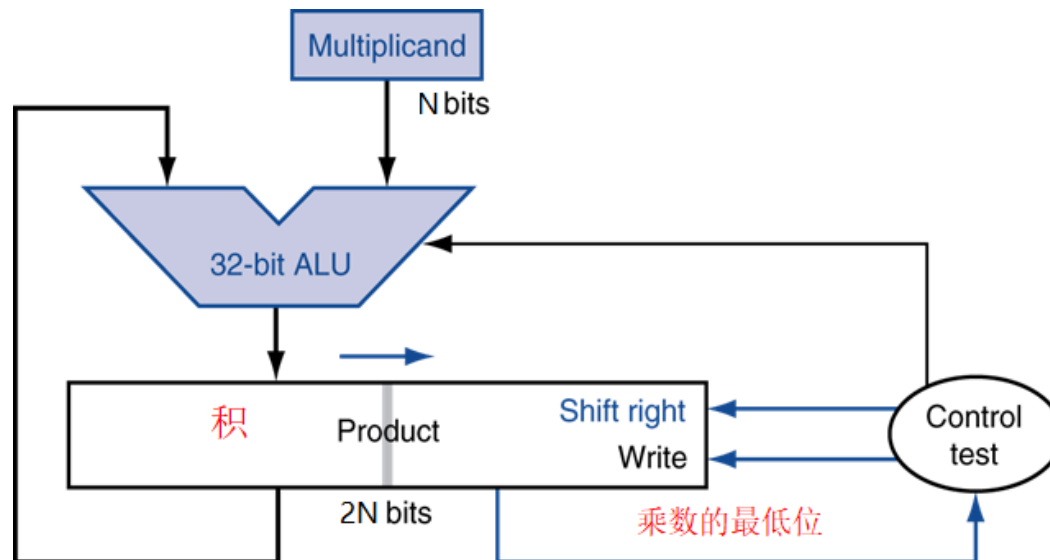 Multiplicand
N bits
32-bit ALU
积
Product
Shift right
Write
Control
test
2N bits
乘数的最低位